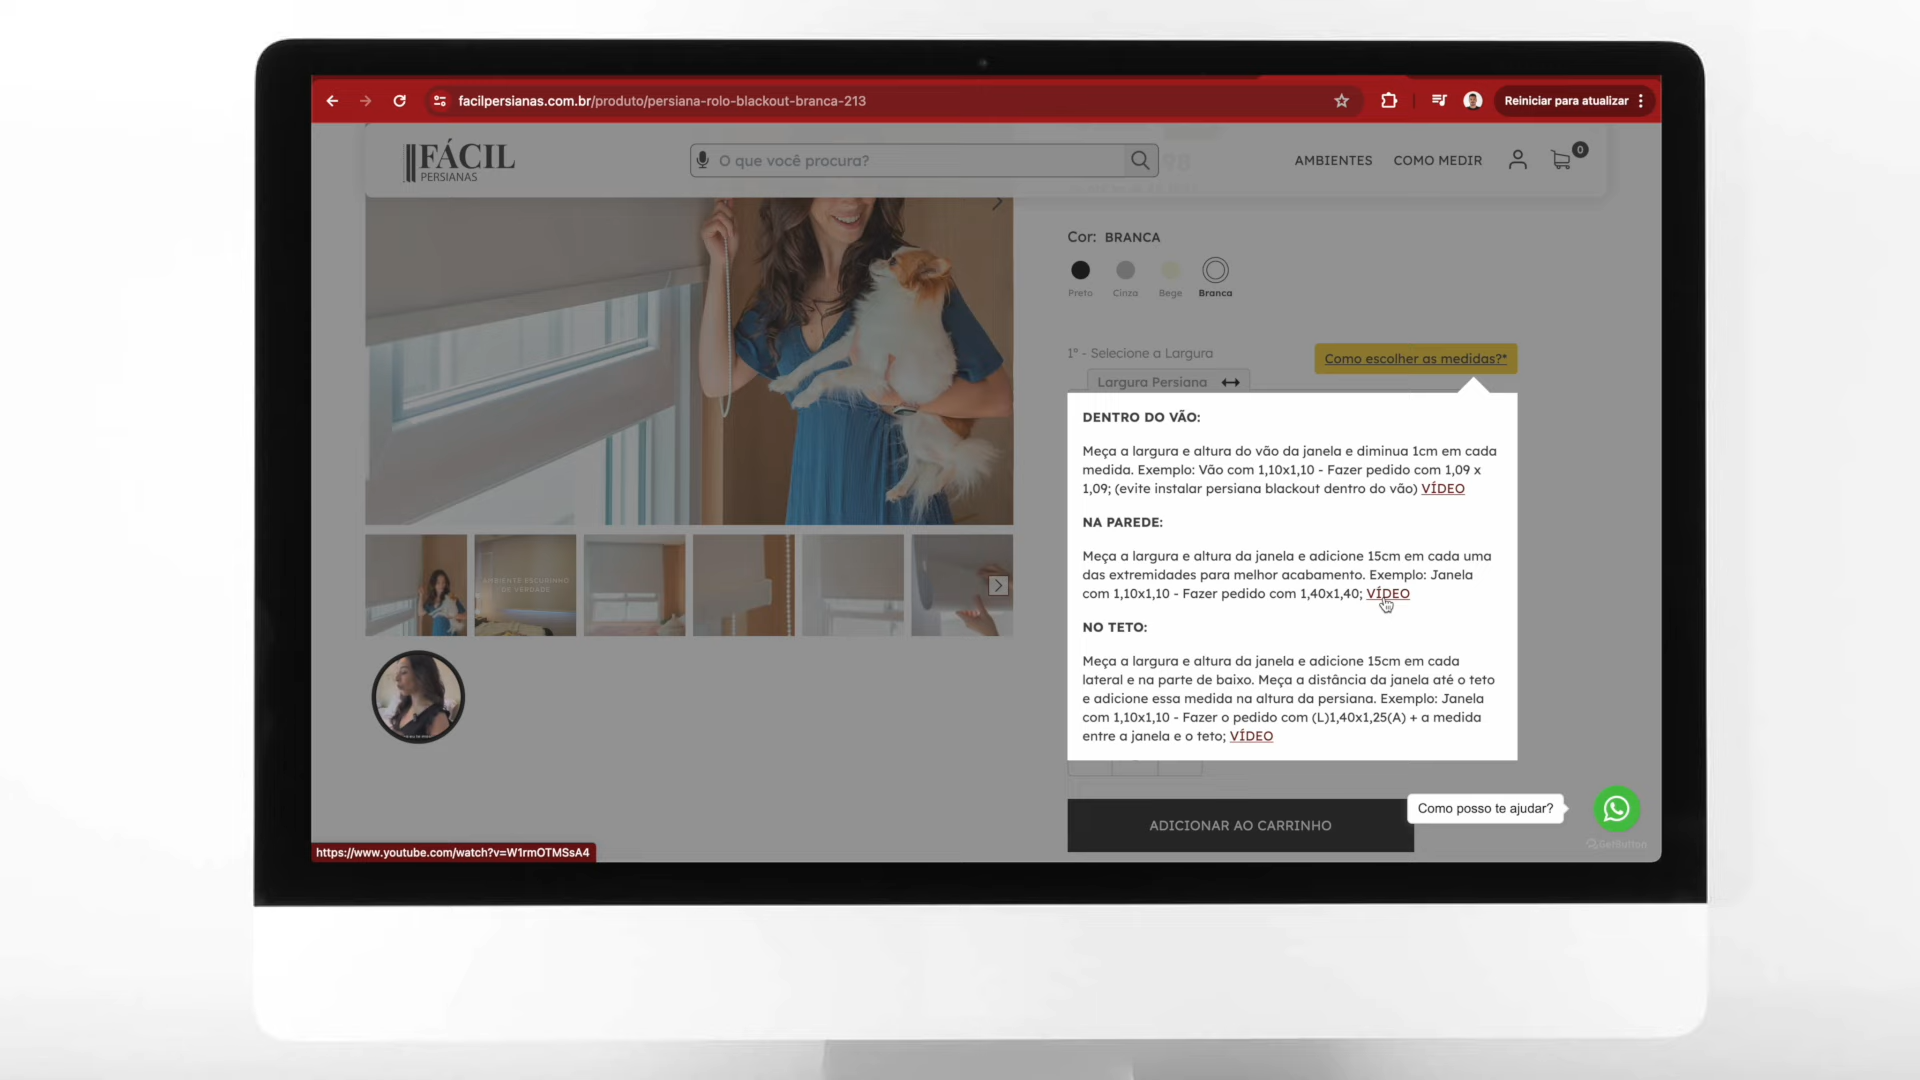 facilpersianas.com.br/produto/persiana-rolo-blackout-branca-213
Reiniciar para atualizar
FÁCIL
PERSIANAS
O que você procura?
AMBIENTES
COMO MEDIR
0
Cor: BRANCA
Preto
Cinza
Bege
Branca
1º - Selecione a Largura
Como escolher as medidas?*
Largura Persiana
DENTRO DO VÃO:
Meça a largura e altura do vão da janela e diminua 1cm em cada
medida. Exemplo: Vão com 1,10x1,10 - Fazer pedido com 1,09 x
1,09; (evite instalar persiana blackout dentro do vão) VÍDEO
NA PAREDE:
Meça a largura e altura da janela e adicione 15cm em cada uma
das extremidades para melhor acabamento. Exemplo: Janela
com 1,10x1,10 - Fazer pedido com 1,40x1,40; VÍDEO
NO TETO:
Meça a largura e altura da janela e adicione 15cm em cada
lateral e na parte de baixo. Meça a distância da janela até o teto
e adicione essa medida na altura da persiana. Exemplo: Janela
com 1,10x1,10 - Fazer o pedido com (L)1,40x1,25(A) + a medida
entre a janela e o teto; VÍDEO
AMBIENTE ESCURINHO
DE VERDADE
ADICIONAR AO CARRINHO
Como posso te ajudar?
GetButton
https://www.youtube.com/watch?v=W1rmOTMSsA4